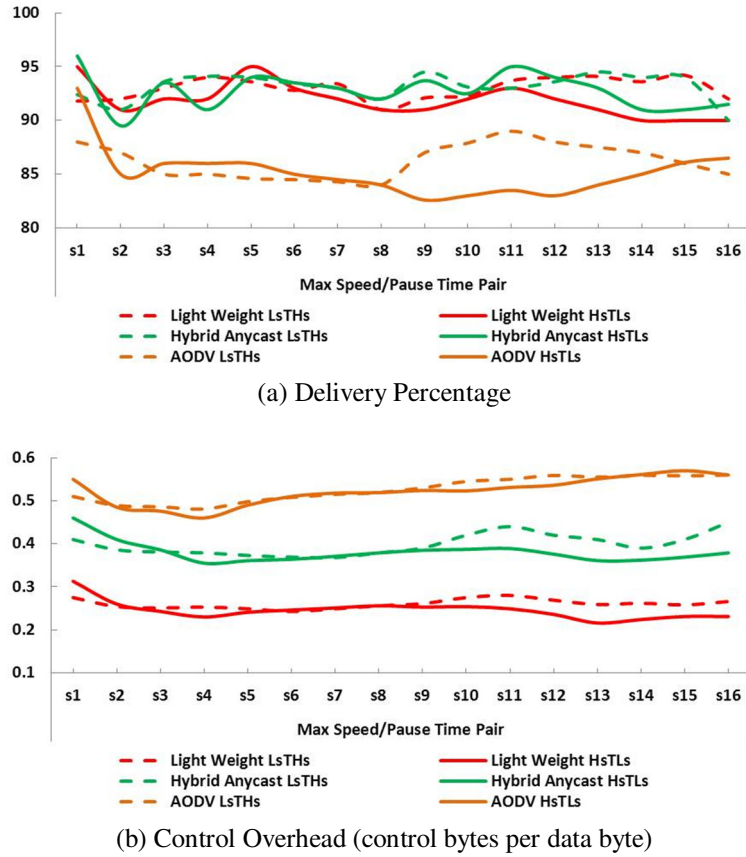 100
95
90
85
80
s1 s2 s3 s4 s5 s6 s7 s8 s9 s10 s11 s12 s13 s14 s15 s16
Max Speed/Pause Time Pair
Light Weight LsTHs Light Weight HsTLs
Hybrid Anycast LsTHs Hybrid Anycast HsTLs
AODV LsTHs AODV HsTLs
(a) Delivery Percentage
0.6
0.5
0.4
0.3
0.2
0.1
s1 s2 s3 s4 s5 s6 s7 s8 s9 s10 s11 s12 s13 s14 s15 s16
Max Speed/Pause Time Pair
Light Weight LsTHs Light Weight HsTLs
Hybrid Anycast LsTHs Hybrid Anycast HsTLs
AODV LsTHs AODV HsTLs
(b) Control Overhead (control bytes per data byte)